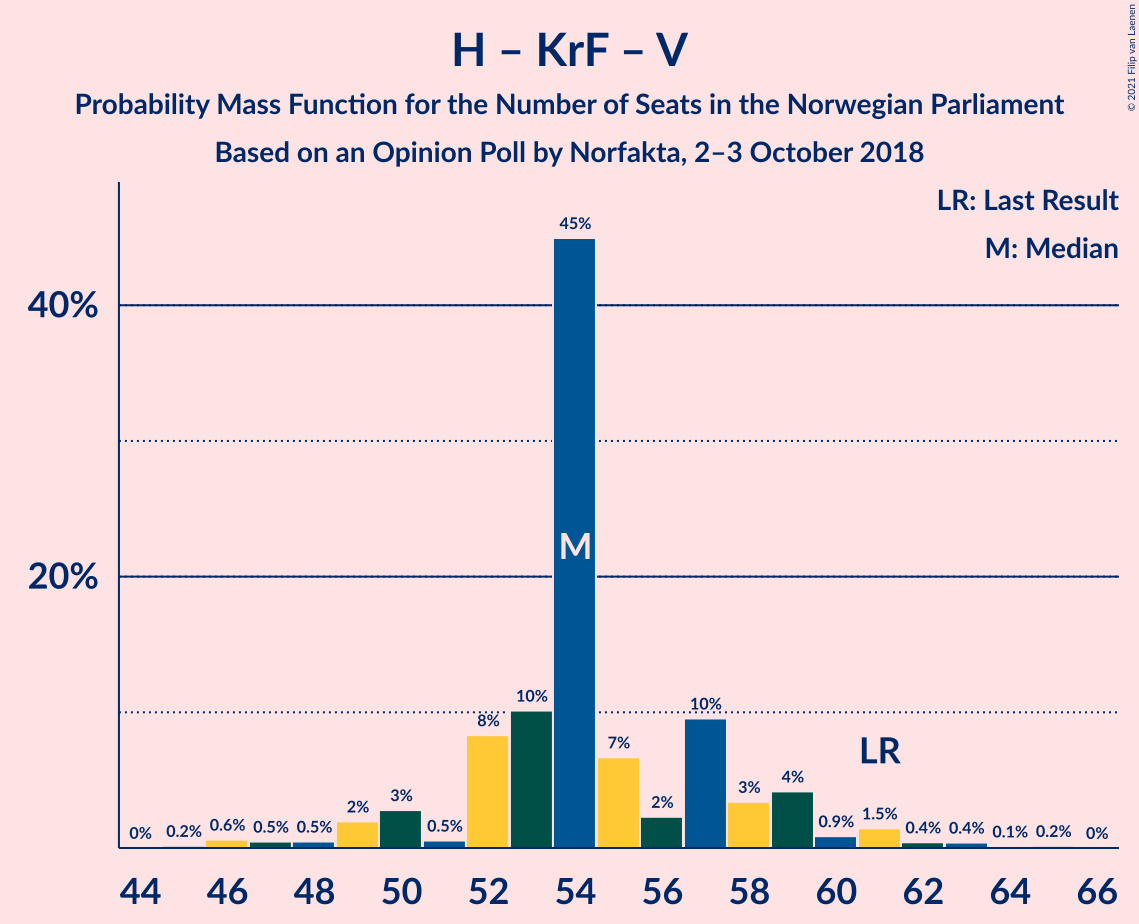 H – KrF – V
Probability Mass Function for the Number of Seats in the Norwegian Parliament
Based on an Opinion Poll by Norfakta, 2–3 October 2018
© 2021 Filip van Laenen
LR: Last Result
M: Median
40%
20%
0%
0.2%
0.6%
0.5%
0.5%
2%
3%
0.5%
8%
10%
45%
7%
2%
10%
3%
4%
0.9%
1.5%
0.4%
0.4%
0.1%
0.2%
0%
M
LR
44 46 48 50 52 54 56 58 60 62 64 66